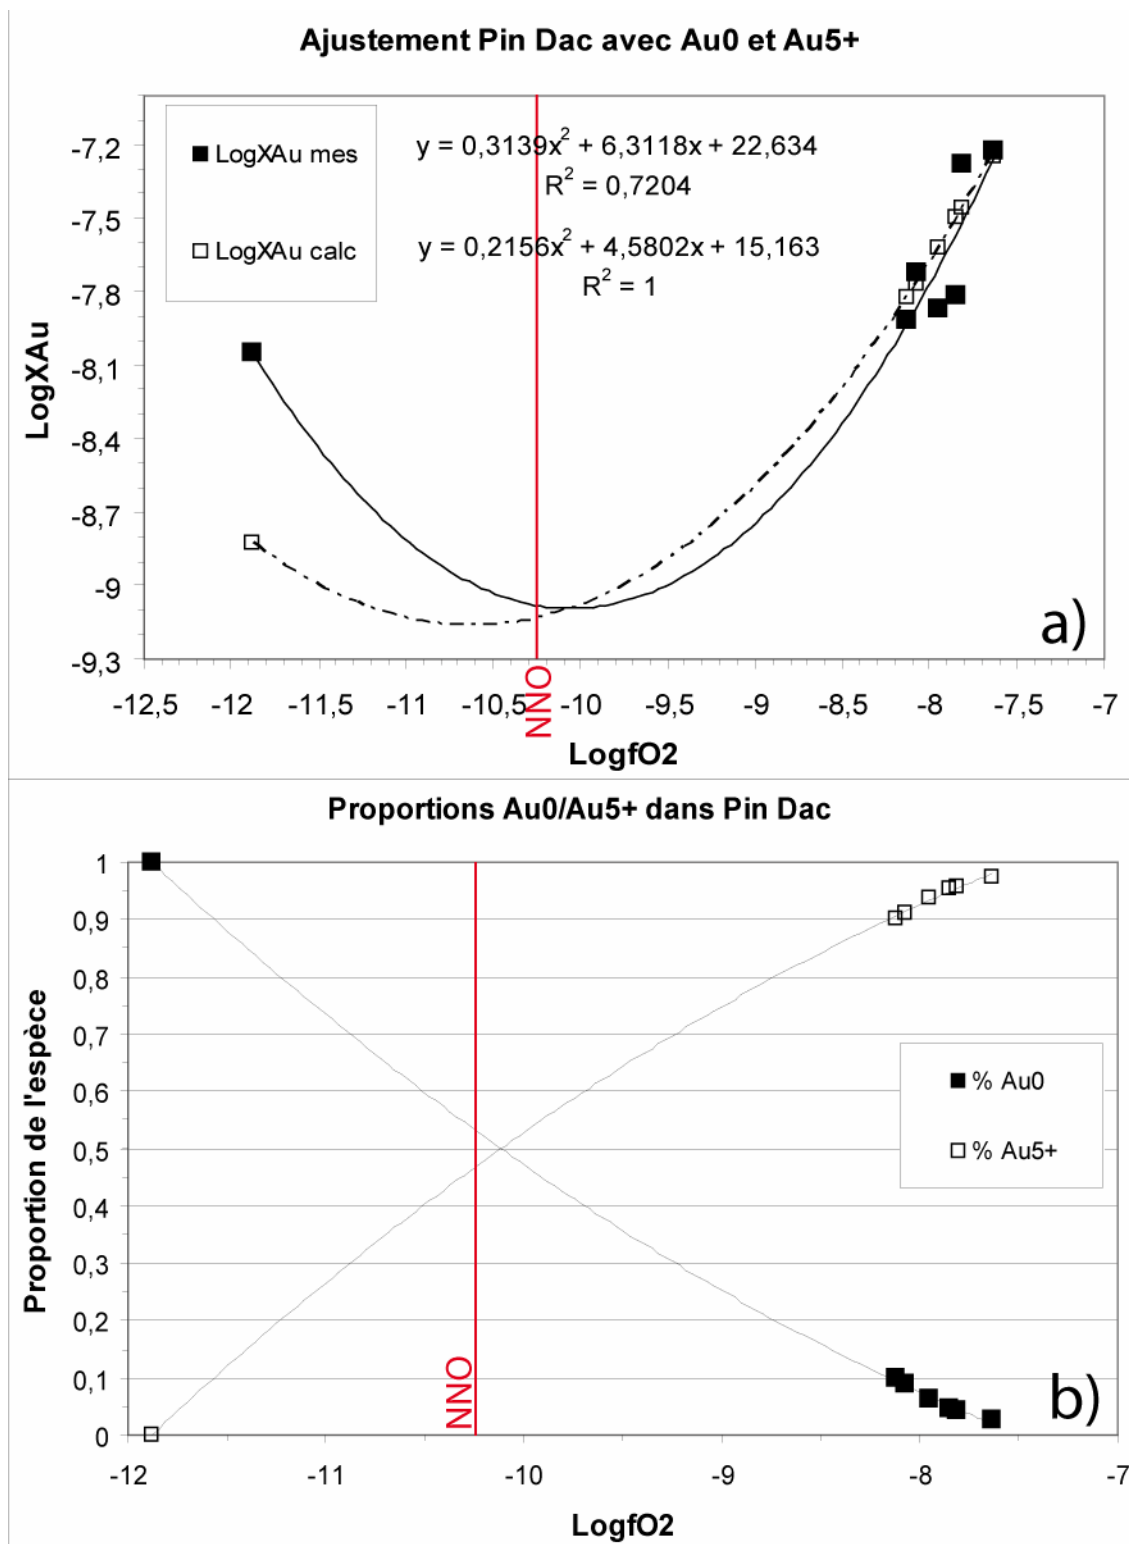 Ajustement Pin Dac avec Au0 et Au5+
LogXAu mes
y = 0,3139x² + 6,3118x + 22,634
R² = 0,7204
LogXAu calc
y = 0,2156x² + 4,5802x + 15,163
R² = 1
-7,2
-7,5
-7,8
-8,1
-8,4
-8,7
-9
-9,3
LogXAu
a)
-12,5 -12 -11,5 -11 -10,5 -10 -9,5 -9 -8,5 -8 -7,5 -7
NNO
LogfO2
Proportions Au0/Au5+ dans Pin Dac
1
0,9
0,8
0,7
0,6
0,5
0,4
0,3
0,2
0,1
0
Proportion de l'espèce
% Au0
% Au5+
NNO
b)
-12 -11 -10 -9 -8 -7
LogfO2